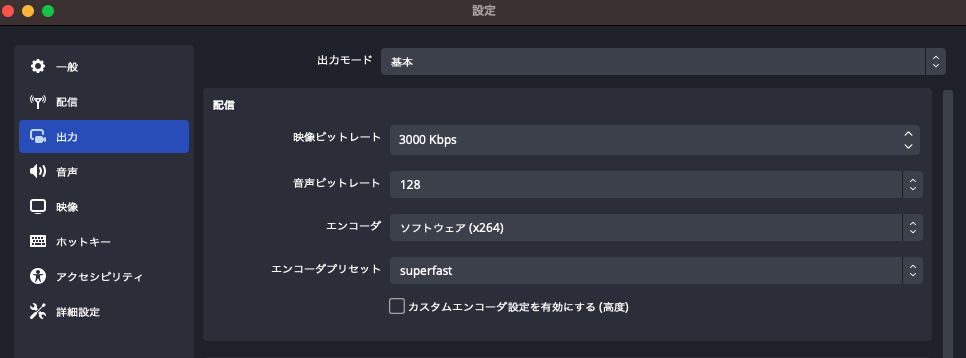 設定
一般
配信
出力
音声
映像
ホットキー
アクセシビリティ
詳細設定
出力モード 基本
配信
映像ビットレート 3000 Kbps
音声ビットレート 128
エンコーダ ソフトウェア (x264)
エンコーダプリセット superfast
カスタムエンコーダ設定を有効にする (高度)